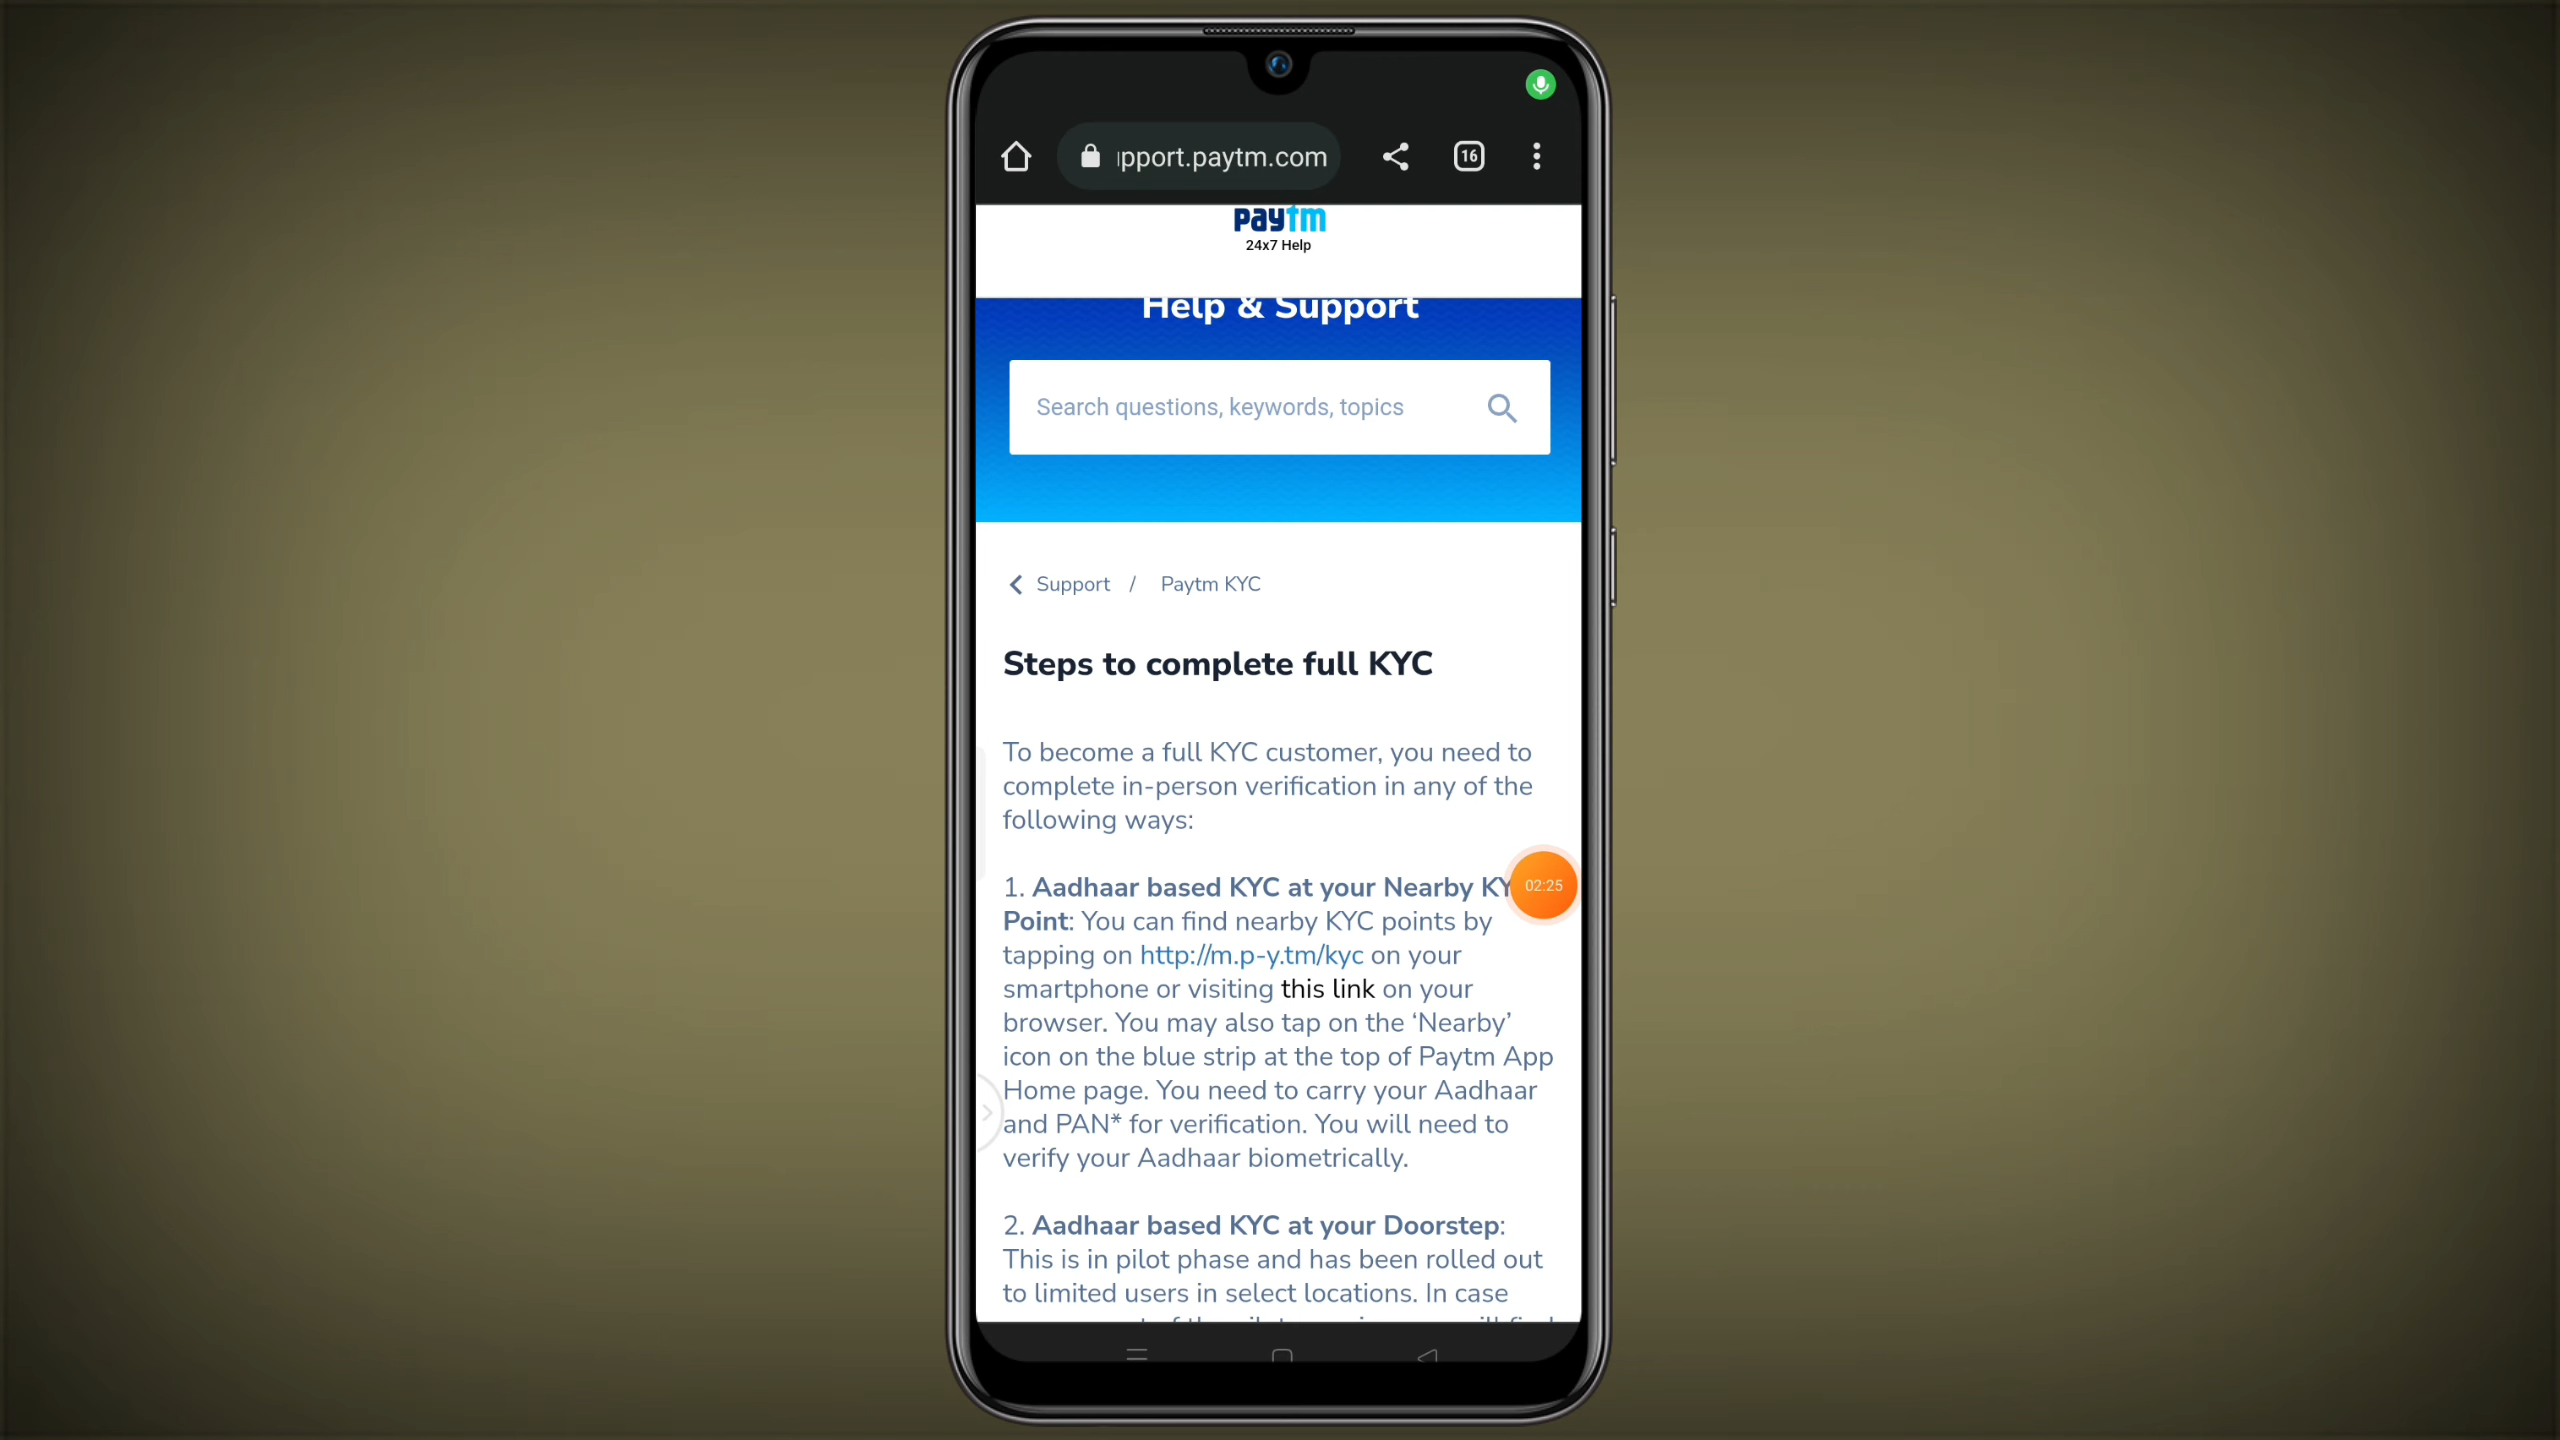 pport.paytm.com
16
paytm
24x7 Help
Help & Support
Search questions, keywords, topics
Support / Paytm KYC
Steps to complete full KYC
To become a full KYC customer, you need to
complete in-person verification in any of the
following ways:
1. Aadhaar based KYC at your Nearby KY
02:25
Point: You can find nearby KYC points by
tapping on http://m.p-y.tm/kyc on your
smartphone or visiting this link on your
browser. You may also tap on the ‘Nearby’
icon on the blue strip at the top of Paytm App
Home page. You need to carry your Aadhaar
and PAN* for verification. You will need to
verify your Aadhaar biometrically.
2. Aadhaar based KYC at your Doorstep:
This is in pilot phase and has been rolled out
to limited users in select locations. In case